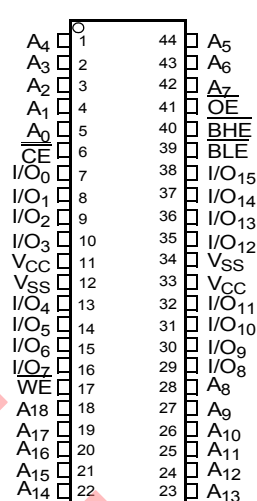 A4 1 44 A5
A3 2 43 A6
A2 3 42 A7
A1 4 41 OE
A0 5 40 BHE
CE 6 39 BLE
I/O0 7 38 I/O15
I/O1 8 37 I/O14
I/O2 9 36 I/O13
I/O3 10 35 I/O12
VCC 11 34 VSS
VSS 12 33 VCC
I/O4 13 32 I/O11
I/O5 14 31 I/O10
I/O6 15 30 I/O9
I/O7 16 29 I/O8
WE 17 28 A8
A18 18 27 A9
A17 19 26 A10
A16 20 25 A11
A15 21 24 A12
A14 22 23 A13